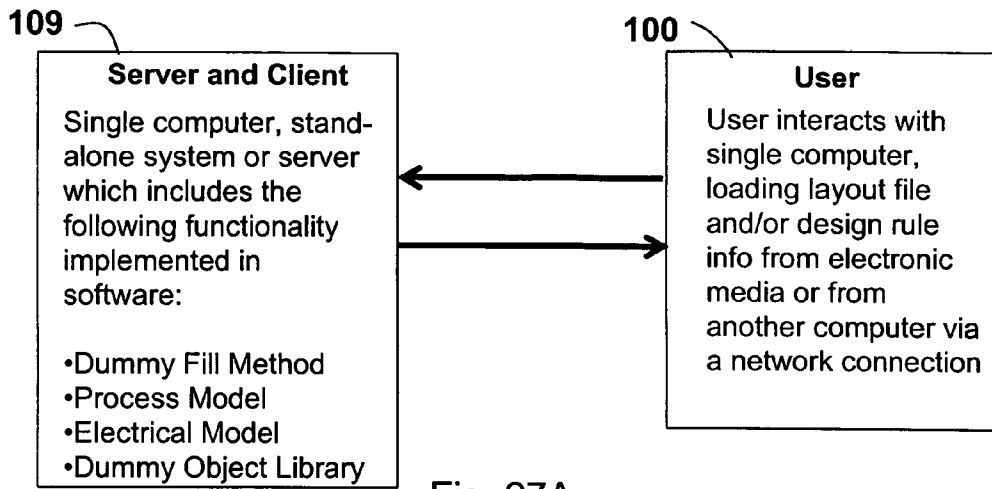 109
Server and Client
Single computer, stand-
alone system or server
which includes the
following functionality
implemented in
software:
•Dummy Fill Method
•Process Model
•Electrical Model
•Dummy Object Library
100
User
User interacts with
single computer,
loading layout file
and/or design rule
info from electronic
media or from
another computer via
a network connection